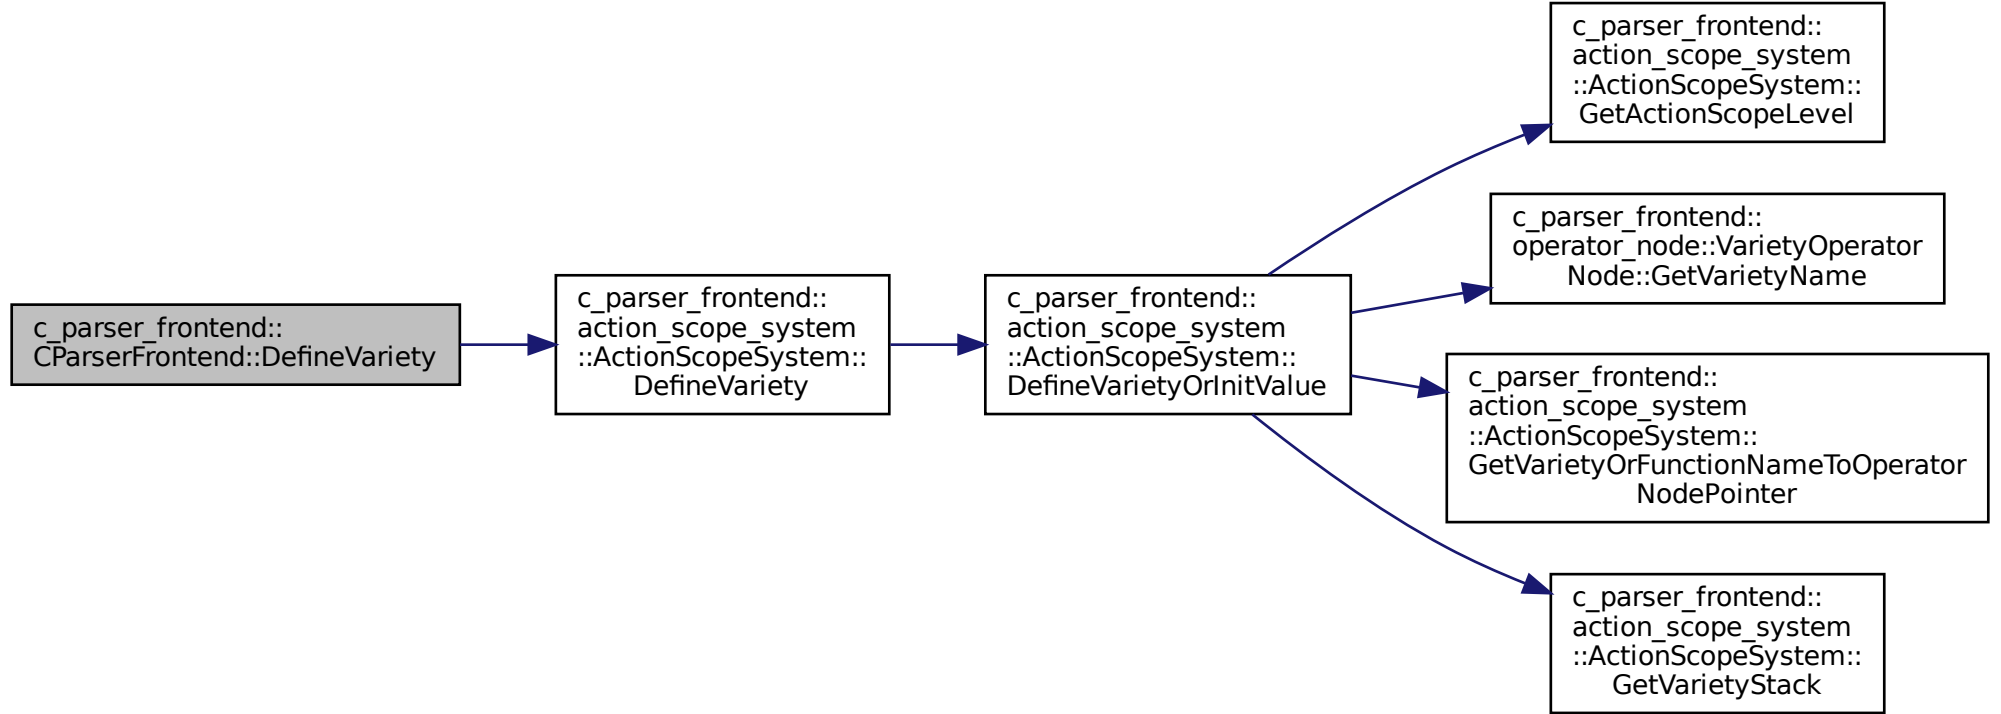 c_parser_frontend::
CParserFrontend::DefineVariety
c_parser_frontend::
action_scope_system
::ActionScopeSystem::
DefineVariety
c_parser_frontend::
action_scope_system
::ActionScopeSystem::
DefineVarietyOrInitValue
c_parser_frontend::
action_scope_system
::ActionScopeSystem::
GetActionScopeLevel
c_parser_frontend::
operator_node::VarietyOperator
Node::GetVarietyName
c_parser_frontend::
action_scope_system
::ActionScopeSystem::
GetVarietyOrFunctionNameToOperator
NodePointer
c_parser_frontend::
action_scope_system
::ActionScopeSystem::
GetVarietyStack